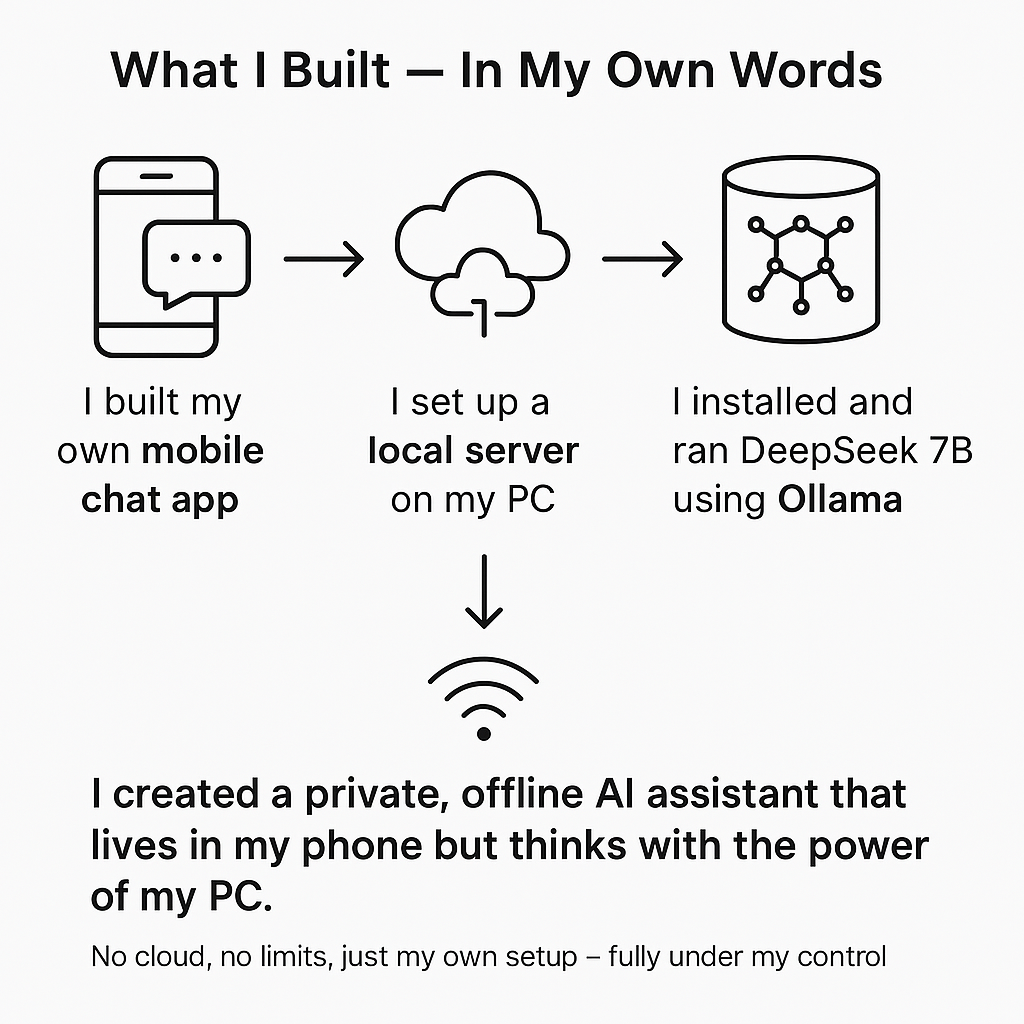 What I Built — In My Own Words
I built my
own mobile
chat app
I set up a
local server
on my PC
I installed and
ran DeepSeek 7B
using Ollama
I created a private, offline AI assistant that
lives in my phone but thinks with the power
of my PC.
No cloud, no limits, just my own setup – fully under my control